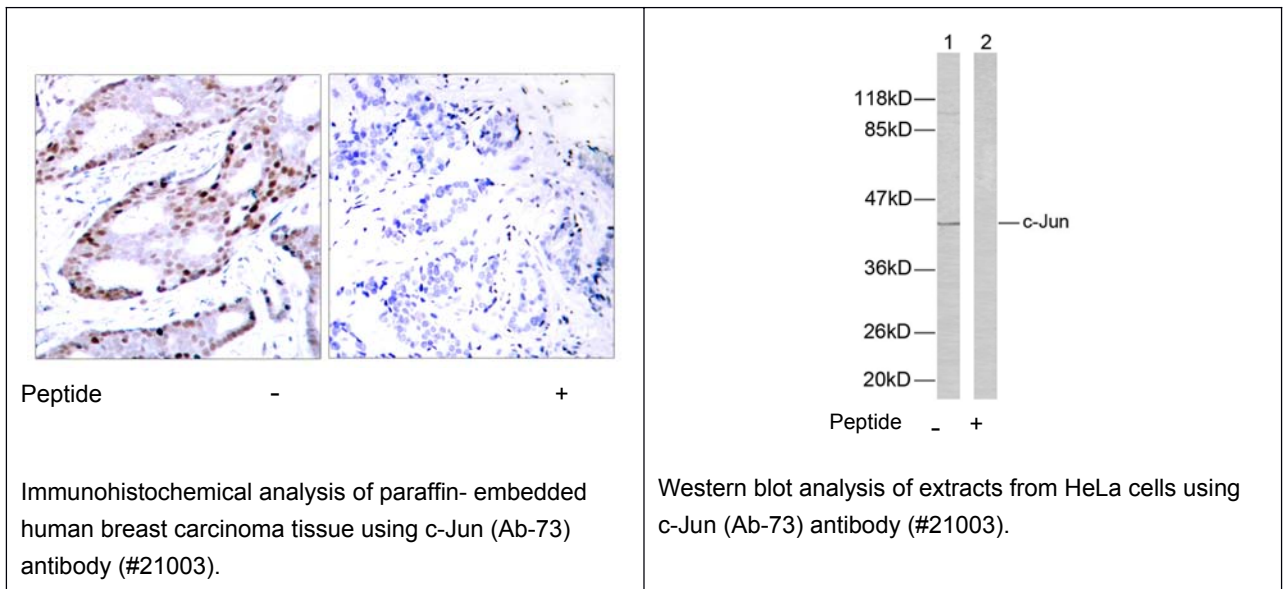 Peptide - +
Immunohistochemical analysis of paraffin- embedded
human breast carcinoma tissue using c-Jun (Ab-73)
antibody (#21003).
1 2
118kD
85kD
47kD
c-Jun
36kD
26kD
20kD
Peptide - +
Western blot analysis of extracts from HeLa cells using
c-Jun (Ab-73) antibody (#21003).